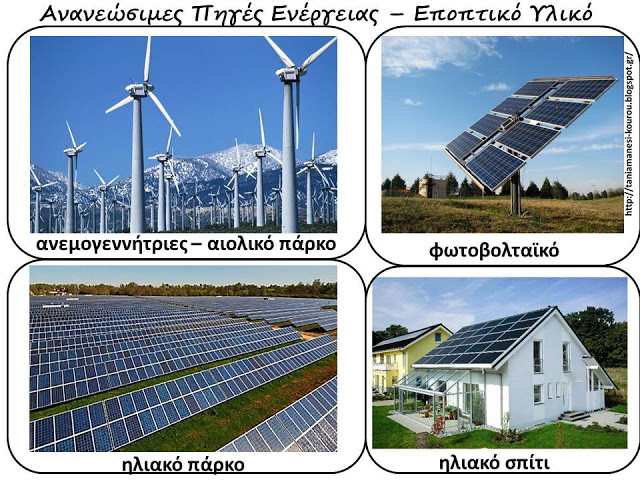 Ανανεώσιμες Πηγές Ενέργειας – Εποπτικό Υλικό
ανεμογεννήτριες – αιολικό πάρκο
φωτοβολταϊκό
http://taniamanesi-kourou.blogspot.gr/
ηλιακό πάρκο
ηλιακό σπίτι